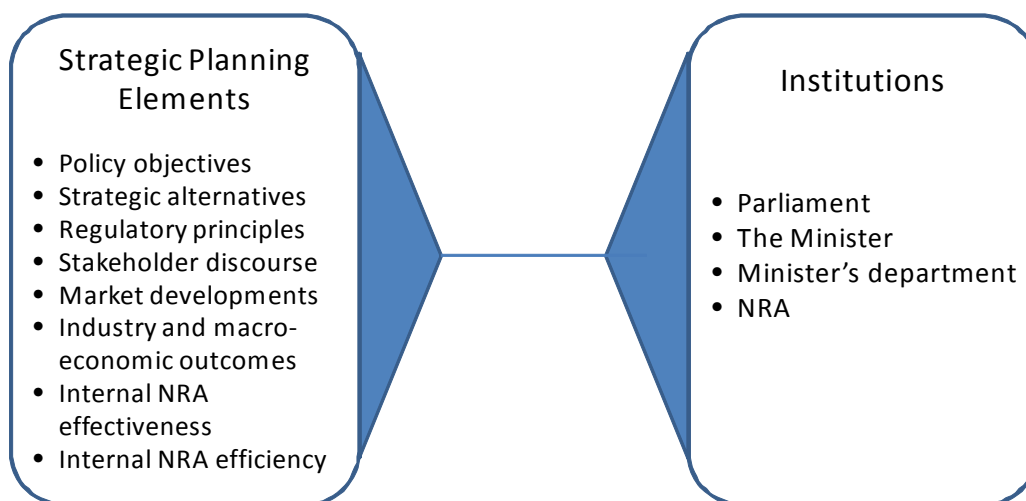 Strategic Planning
Elements
• Policy objectives
• Strategic alternatives
• Regulatory principles
• Stakeholder discourse
• Market developments
• Industry and macro-
economic outcomes
• Internal NRA
effectiveness
• Internal NRA efficiency
Institutions
• Parliament
• The Minister
• Minister’s department
• NRA